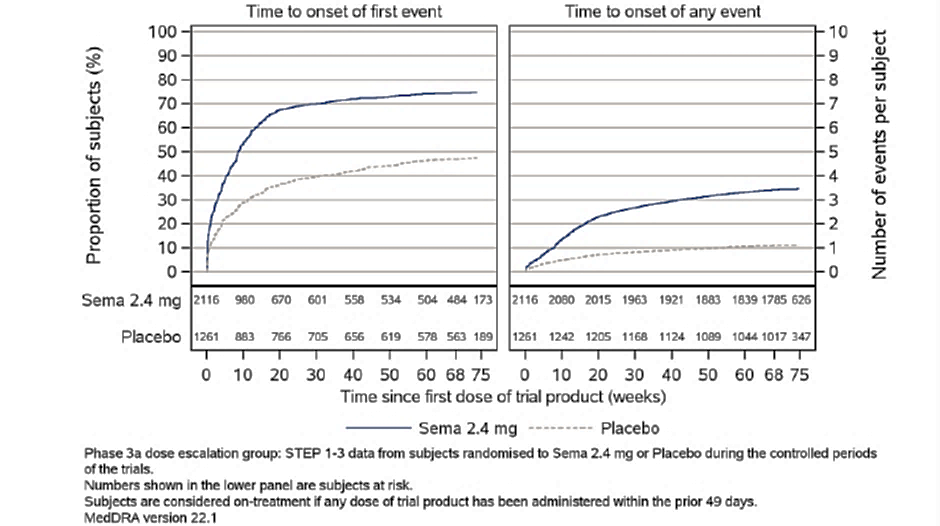 Time to onset of first event
Time to onset of any event
Proportion of subjects (%)
100
90
80
70
60
50
40
30
20
10
0
10
9
8
7
6
5
4
3
2
1
0
Number of events per subject
Sema 2.4 mg 2116 980 670 601 558 534 504 484 173 2116 2080 2015 1963 1921 1883 1839 1785 626
Placebo 1261 883 766 705 656 619 578 563 189 1261 1242 1205 1168 1124 1089 1044 1017 347
0 10 20 30 40 50 60 68 75 0 10 20 30 40 50 60 68 75
Time since first dose of trial product (weeks)
Sema 2.4 mg Placebo
Phase 3a dose escalation group: STEP 1-3 data from subjects randomised to Sema 2.4 mg or Placebo during the controlled periods
of the trials.
Numbers shown in the lower panel are subjects at risk.
Subjects are considered on-treatment if any dose of trial product has been administered within the prior 49 days.
MedDRA version 22.1